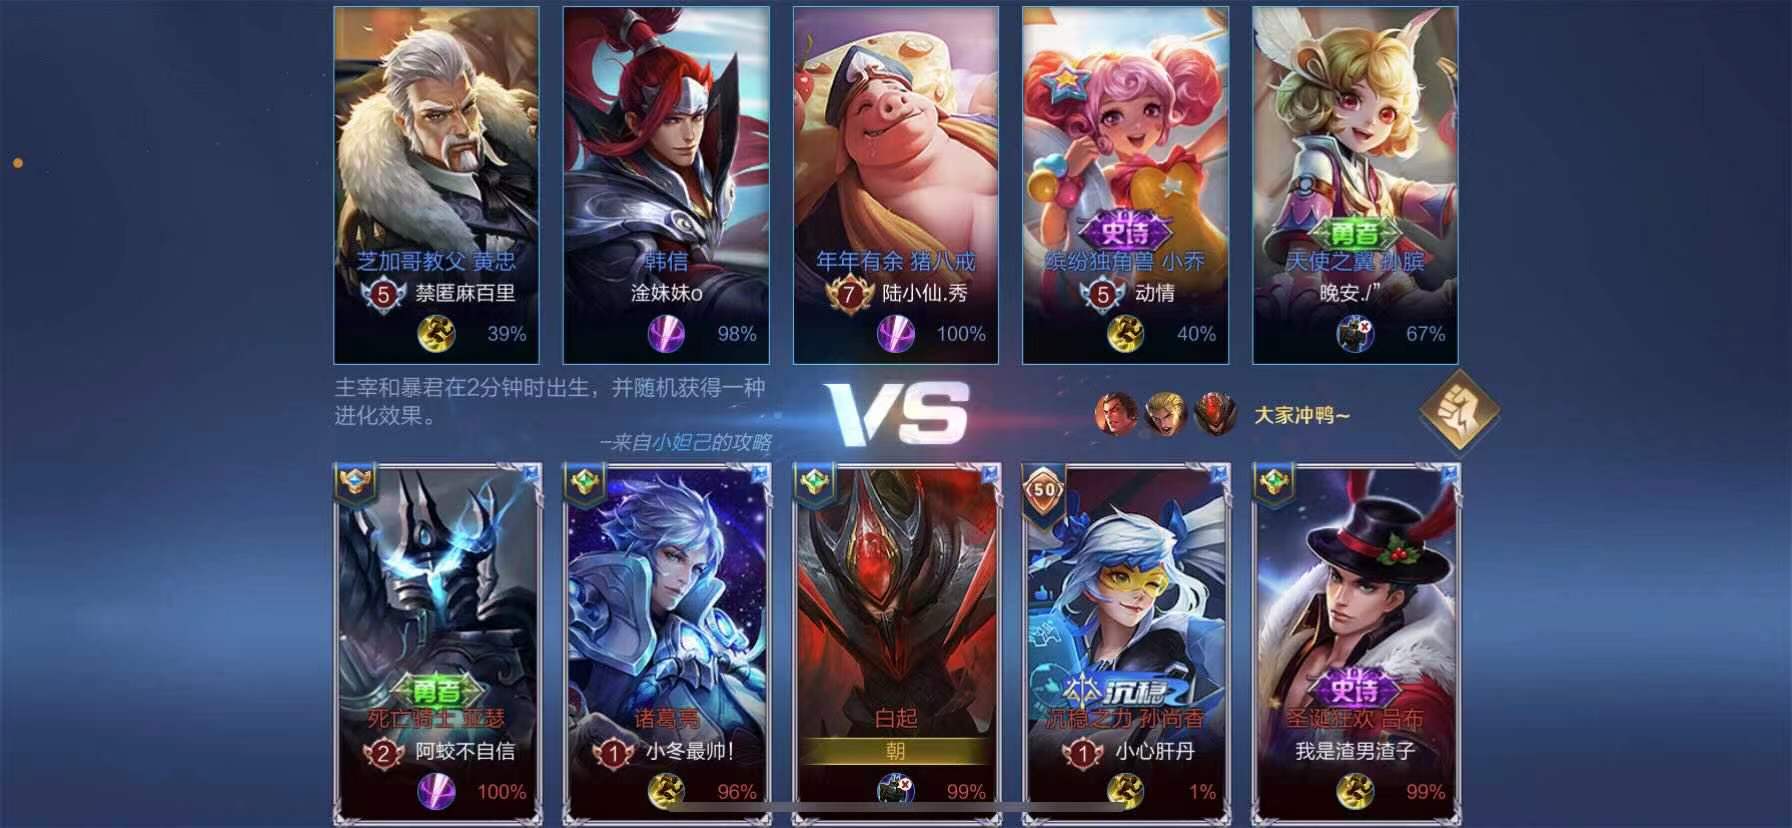 史诗
勇者
芝加哥教父 黄忠
韩信
年年有余 猪八戒
缤纷独角兽 小乔
天使之翼 孙膑
5 禁匿麻百里
淦妹妹o
7 陆小仙.秀
5 动情
晚安./”
39%
98%
100%
40%
67%
主宰和暴君在2分钟时出生，并随机获得一种
进化效果。
--来自小妲己的攻略
VS
大家冲鸭~
50
勇者
沉稳之力
史诗
死亡骑士 亚瑟
诸葛亮
白起
沉稳之力 孙尚香
圣诞狂欢 吕布
2 阿蛟不自信
1 小冬最帅！
朝
1 小心肝丹
我是渣男渣子
100%
96%
99%
1%
99%